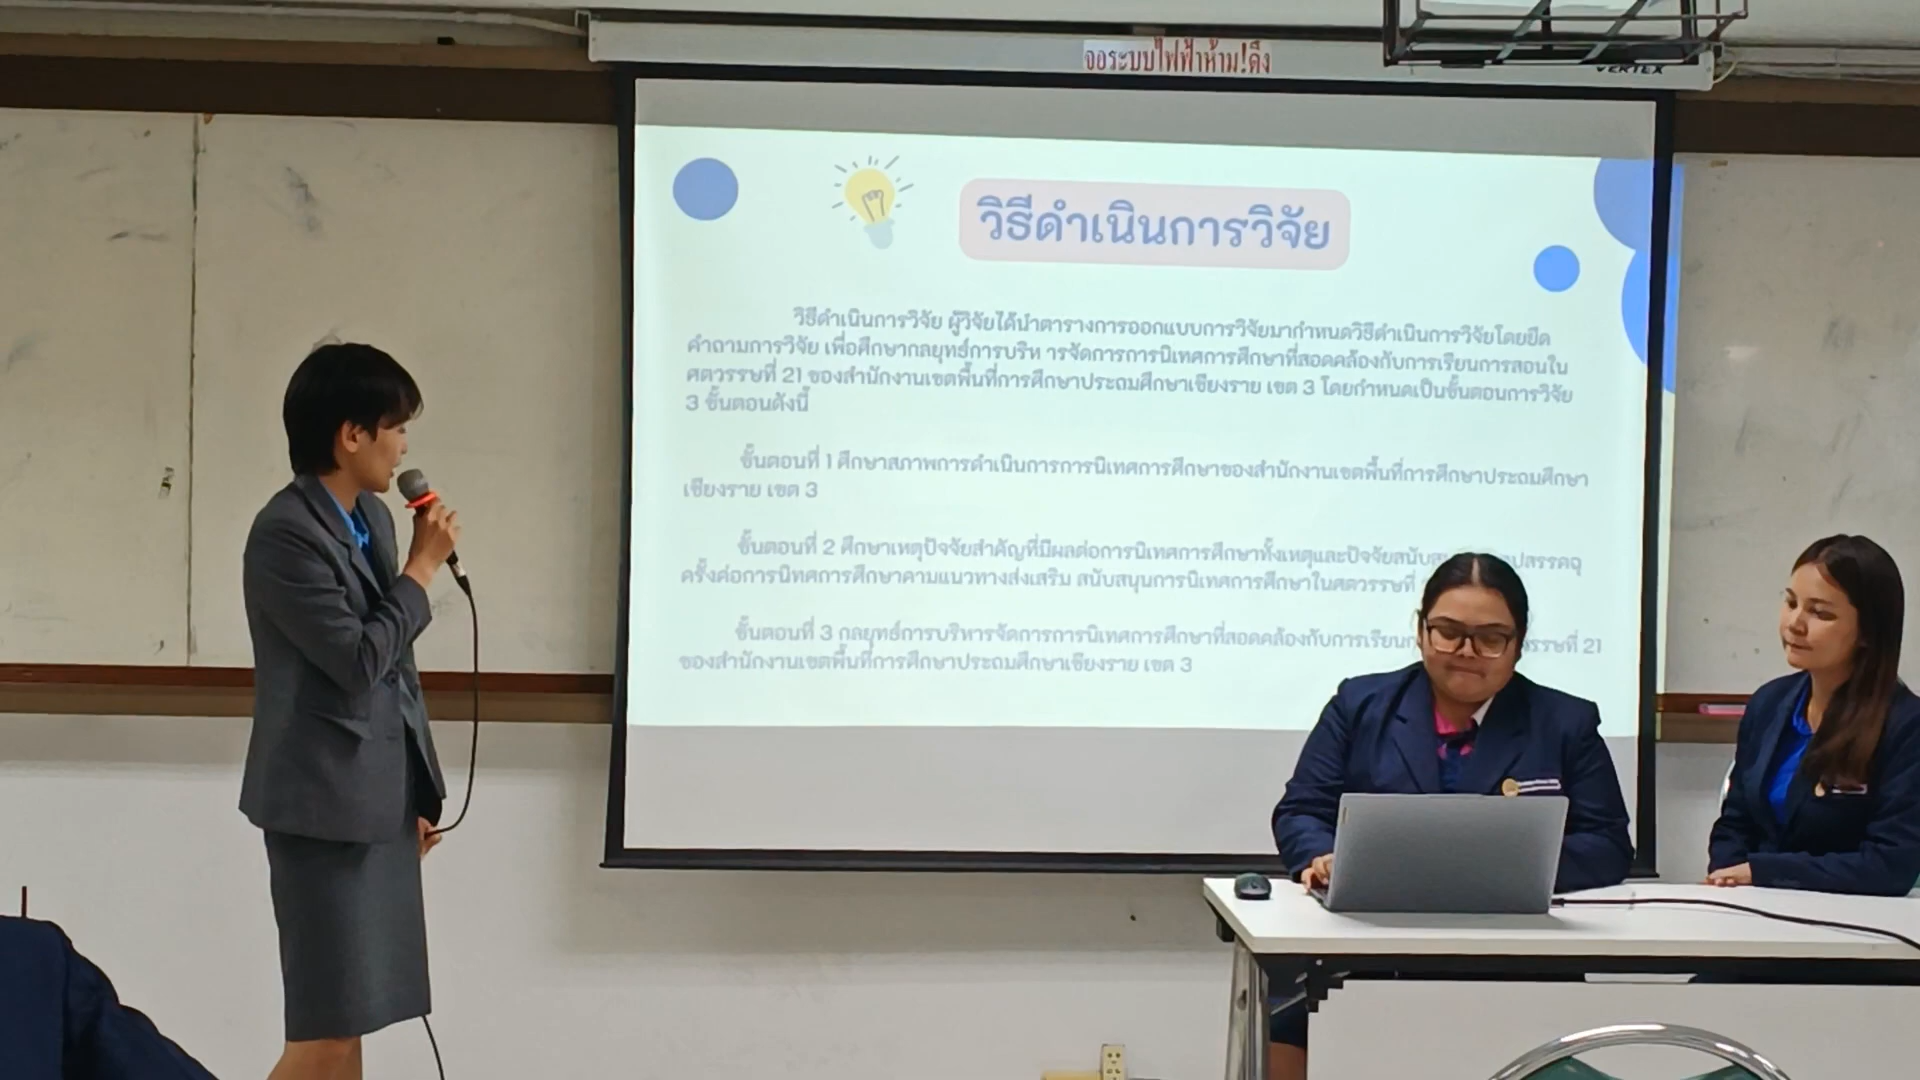 จอระบบไฟฟ้าห้าม!ดึง
VERTEX
วิธีดำเนินการวิจัย
วิธีดำเนินการวิจัย ผู้วิจัยได้นำตารางการออกแบบการวิจัยมากำหนดวิธีดำเนินการวิจัยโดยยึด
คำถามการวิจัย เพื่อศึกษากลยุทธ์การบริห ารจัดการการนิเทศการศึกษาที่สอดคล้องกับการเรียนการสอนใน
ศตวรรษที่ 21 ของสำนักงานเขตพื้นที่การศึกษาประถมศึกษาเชียงราย เขต 3 โดยกำหนดเป็นขั้นตอนการวิจัย
3 ขั้นตอนดังนี้
ขั้นตอนที่ 1 ศึกษาสภาพการดำเนินการการนิเทศการศึกษาของสำนักงานเขตพื้นที่การศึกษาประถมศึกษา
เชียงราย เขต 3
ขั้นตอนที่ 2 ศึกษาเหตุปัจจัยสำคัญที่มีผลต่อการนิเทศการศึกษาทั้งเหตุและปัจจัยสนับส ปสรรคฉุ
ครั้งค่อการนิทศการศึกษาคามแนวทางส่งเสริม สนับสนุนการนิเทศการศึกษาในศตวรรษที่
ขั้นตอนที่ 3 กลยุทธ์การบริหารจัดการการนิเทศการศึกษาที่สอดคล้องกับการเรียนก วรรษที่ 21
ของสำนักงานเขตพื้นที่การศึกษาประถมศึกษาเชียงราย เขต 3